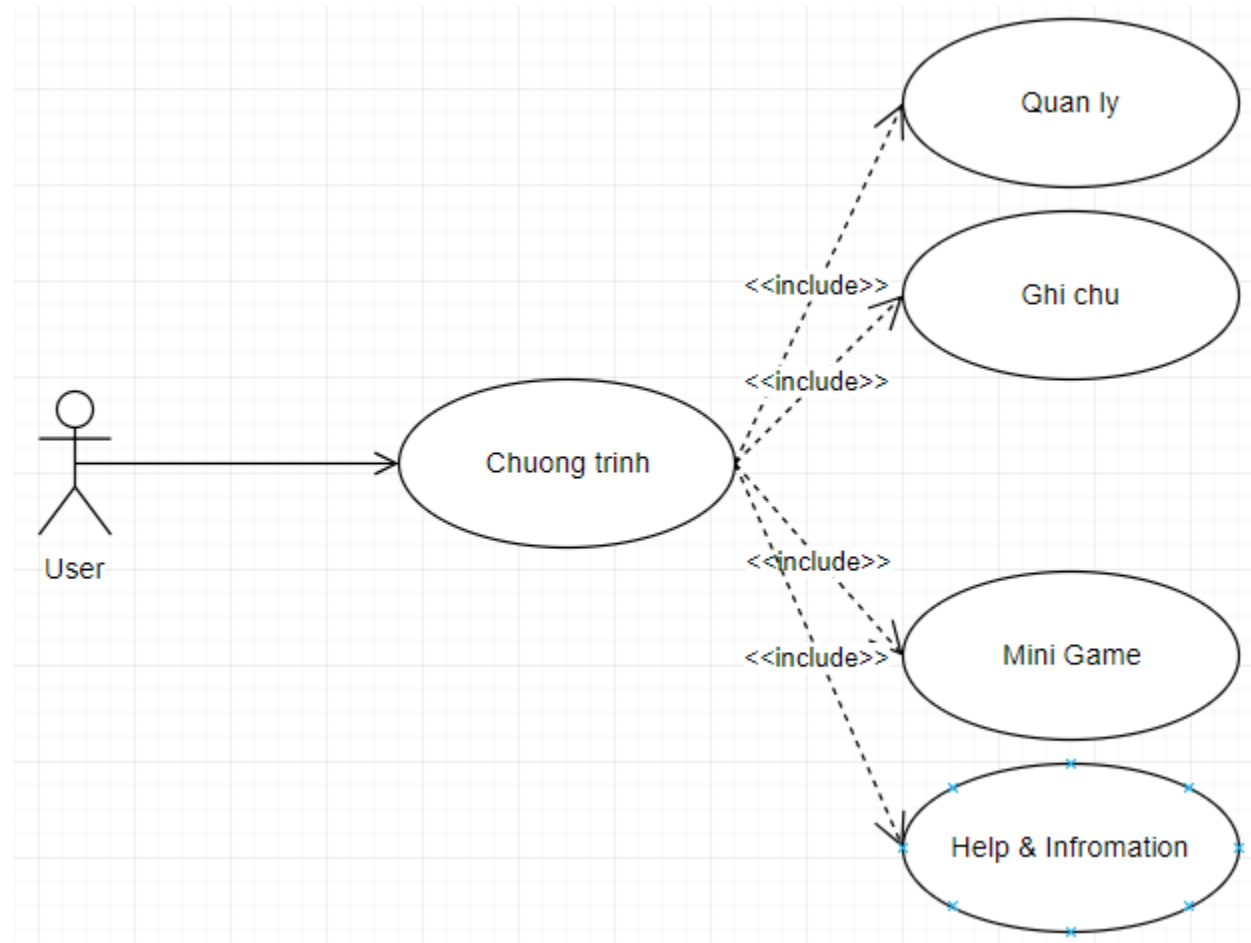 Quan ly
<<include>>
Ghi chu
<<include>>
Chuong trinh
User
<<include>>
<<include>>
Mini Game
Help & Infromation